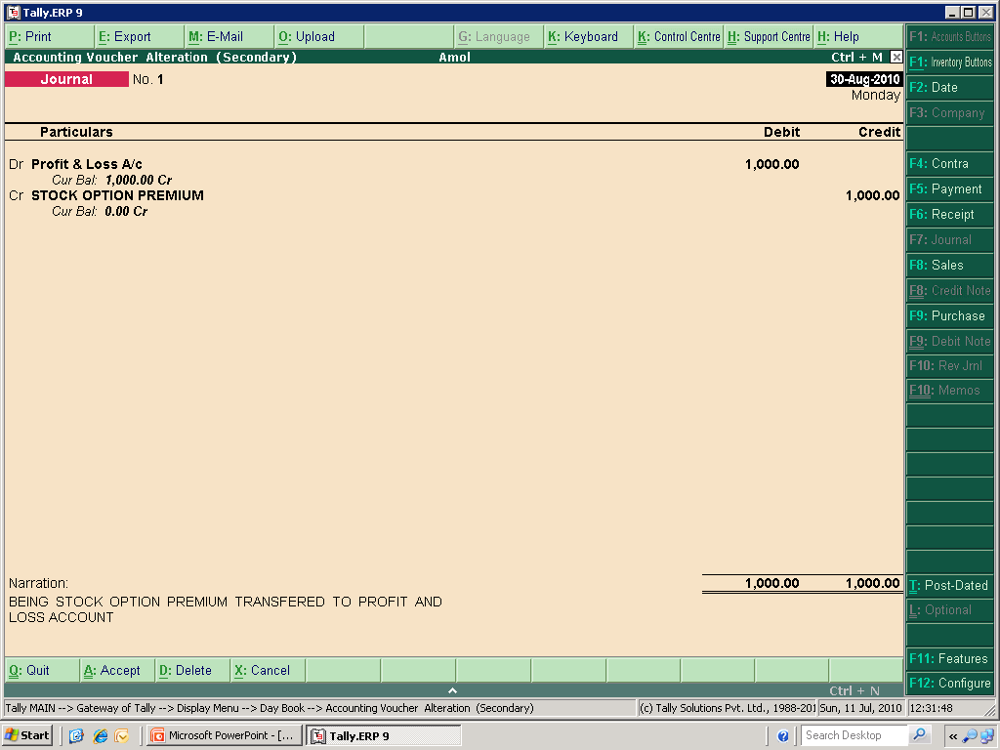 Tally.ERP 9
P: Print E: Export M: E-Mail O: Upload G: Language K: Keyboard K: Control Centre H: Support Centre H: Help
Accounting Voucher Alteration (Secondary) Amol Ctrl + M
Journal No. 1 30-Aug-2010
Monday
Particulars Debit Credit
Dr Profit & Loss A/c 1,000.00
Cur Bal: 1,000.00 Cr
Cr STOCK OPTION PREMIUM 1,000.00
Cur Bal: 0.00 Cr
Narration: 1,000.00 1,000.00
BEING STOCK OPTION PREMIUM TRANSFERED TO PROFIT AND
LOSS ACCOUNT
F1: Accounts Buttons
F1: Inventory Buttons
F2: Date
F3: Company
F4: Contra
F5: Payment
F6: Receipt
F7: Journal
F8: Sales
F8: Credit Note
F9: Purchase
F9: Debit Note
F10: Rev Jrnl
F10: Memos
T: Post-Dated
L: Optional
F11: Features
F12: Configure
Q: Quit A: Accept D: Delete X: Cancel
Ctrl + N
Tally MAIN --> Gateway of Tally --> Display Menu --> Day Book --> Accounting Voucher Alteration (Secondary) (c) Tally Solutions Pvt. Ltd., 1988-201 Sun, 11 Jul, 2010 12:31:48
Start Microsoft PowerPoint - [... Tally.ERP 9 Search Desktop